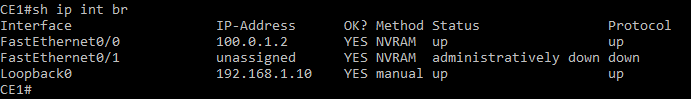 CE1#sh ip int br
Interface IP-Address OK? Method Status Protocol
FastEthernet0/0 100.0.1.2 YES NVRAM up up
FastEthernet0/1 unassigned YES NVRAM administratively down down
Loopback0 192.168.1.10 YES manual up up
CE1#